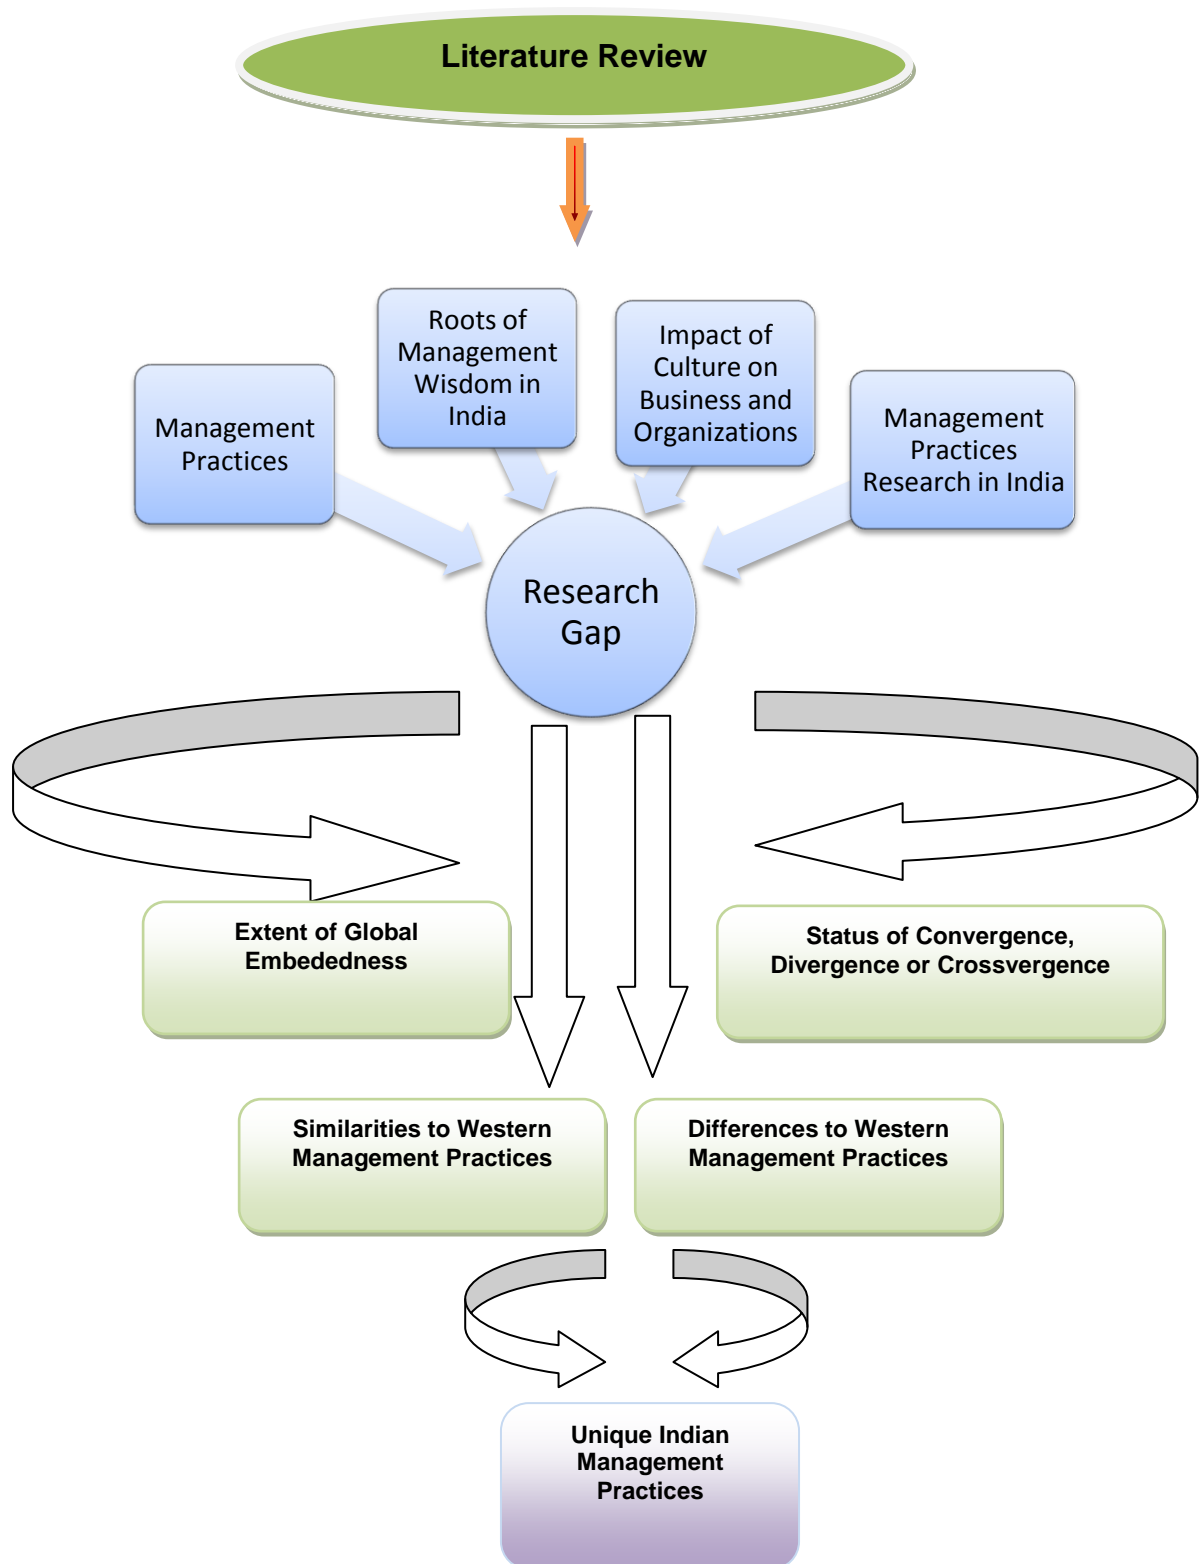 Literature Review
Management
Practices
Roots of
Management
Wisdom in
India
Impact of
Culture on
Business and
Organizations
Management
Practices
Research in India
Research
Gap
Extent of Global
Embededness
Status of Convergence,
Divergence or Crossvergence
Similarities to Western
Management Practices
Differences to Western
Management Practices
Unique Indian
Management
Practices